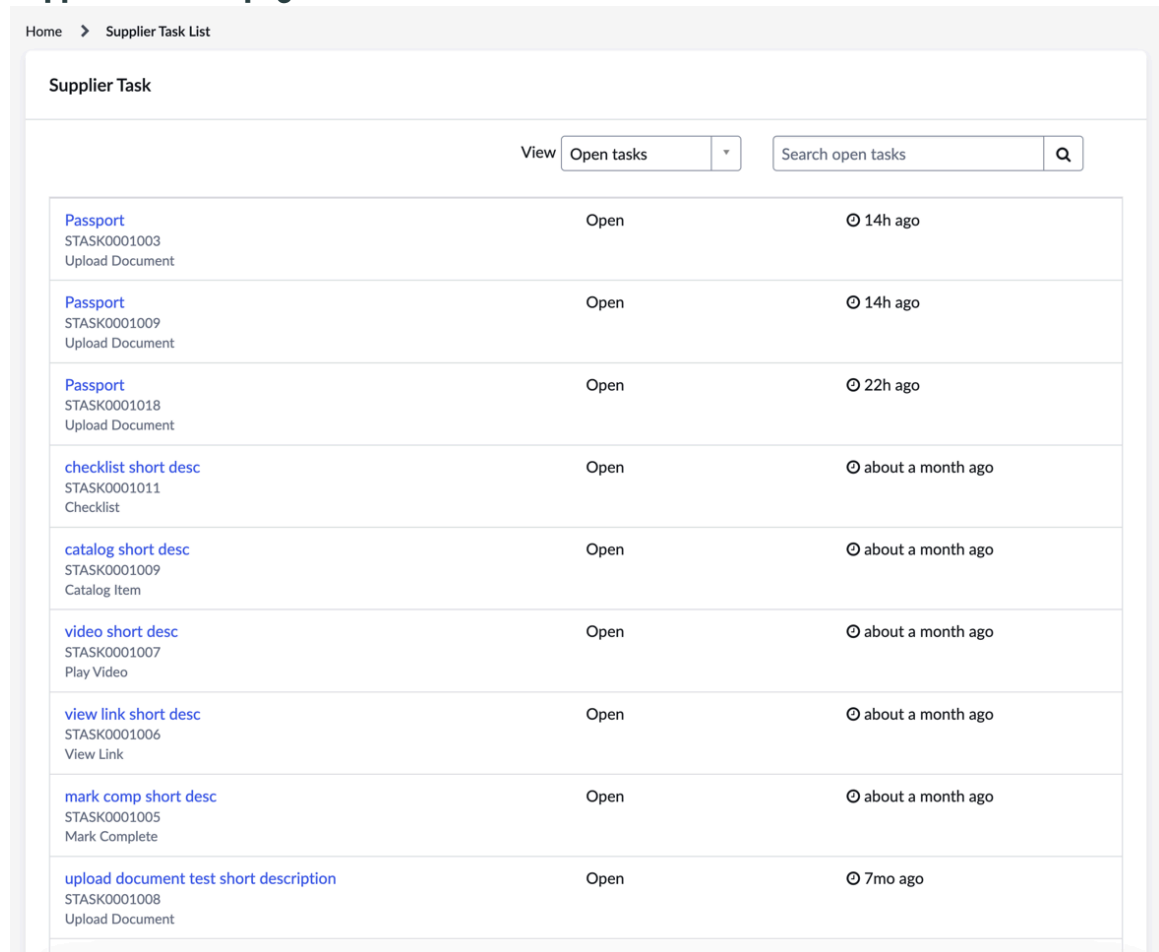 Home > Supplier Task List
Supplier Task
View Open tasks Search open tasks
Passport Open 14h ago
STASK0001003
Upload Document
Passport Open 14h ago
STASK0001009
Upload Document
Passport Open 22h ago
STASK0001018
Upload Document
checklist short desc Open about a month ago
STASK0001011
Checklist
catalog short desc Open about a month ago
STASK0001009
Catalog Item
video short desc Open about a month ago
STASK0001007
Play Video
view link short desc Open about a month ago
STASK0001006
View Link
mark comp short desc Open about a month ago
STASK0001005
Mark Complete
upload document test short description Open 7mo ago
STASK0001008
Upload Document